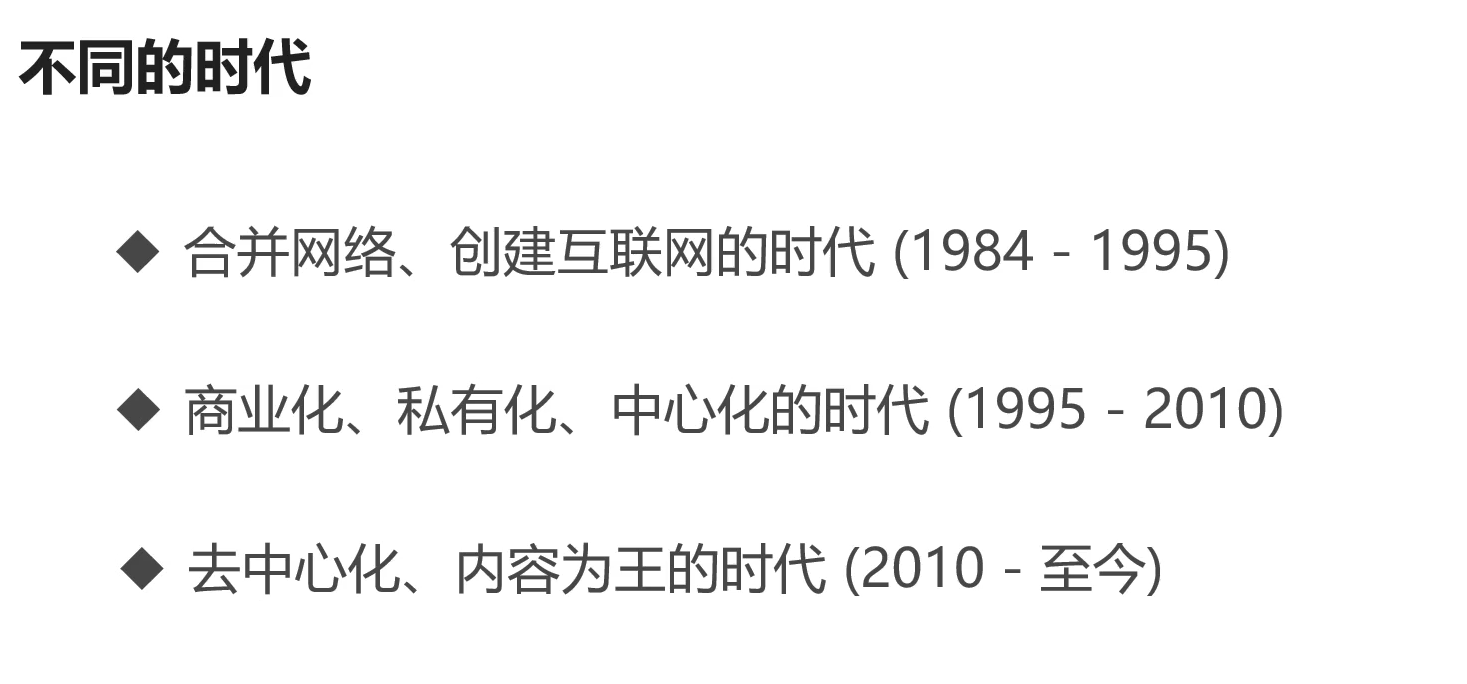 不同的时代
◆ 合并网络、创建互联网的时代 (1984 - 1995)
◆ 商业化、私有化、中心化的时代 (1995 - 2010)
◆ 去中心化、内容为王的时代 (2010 - 至今)